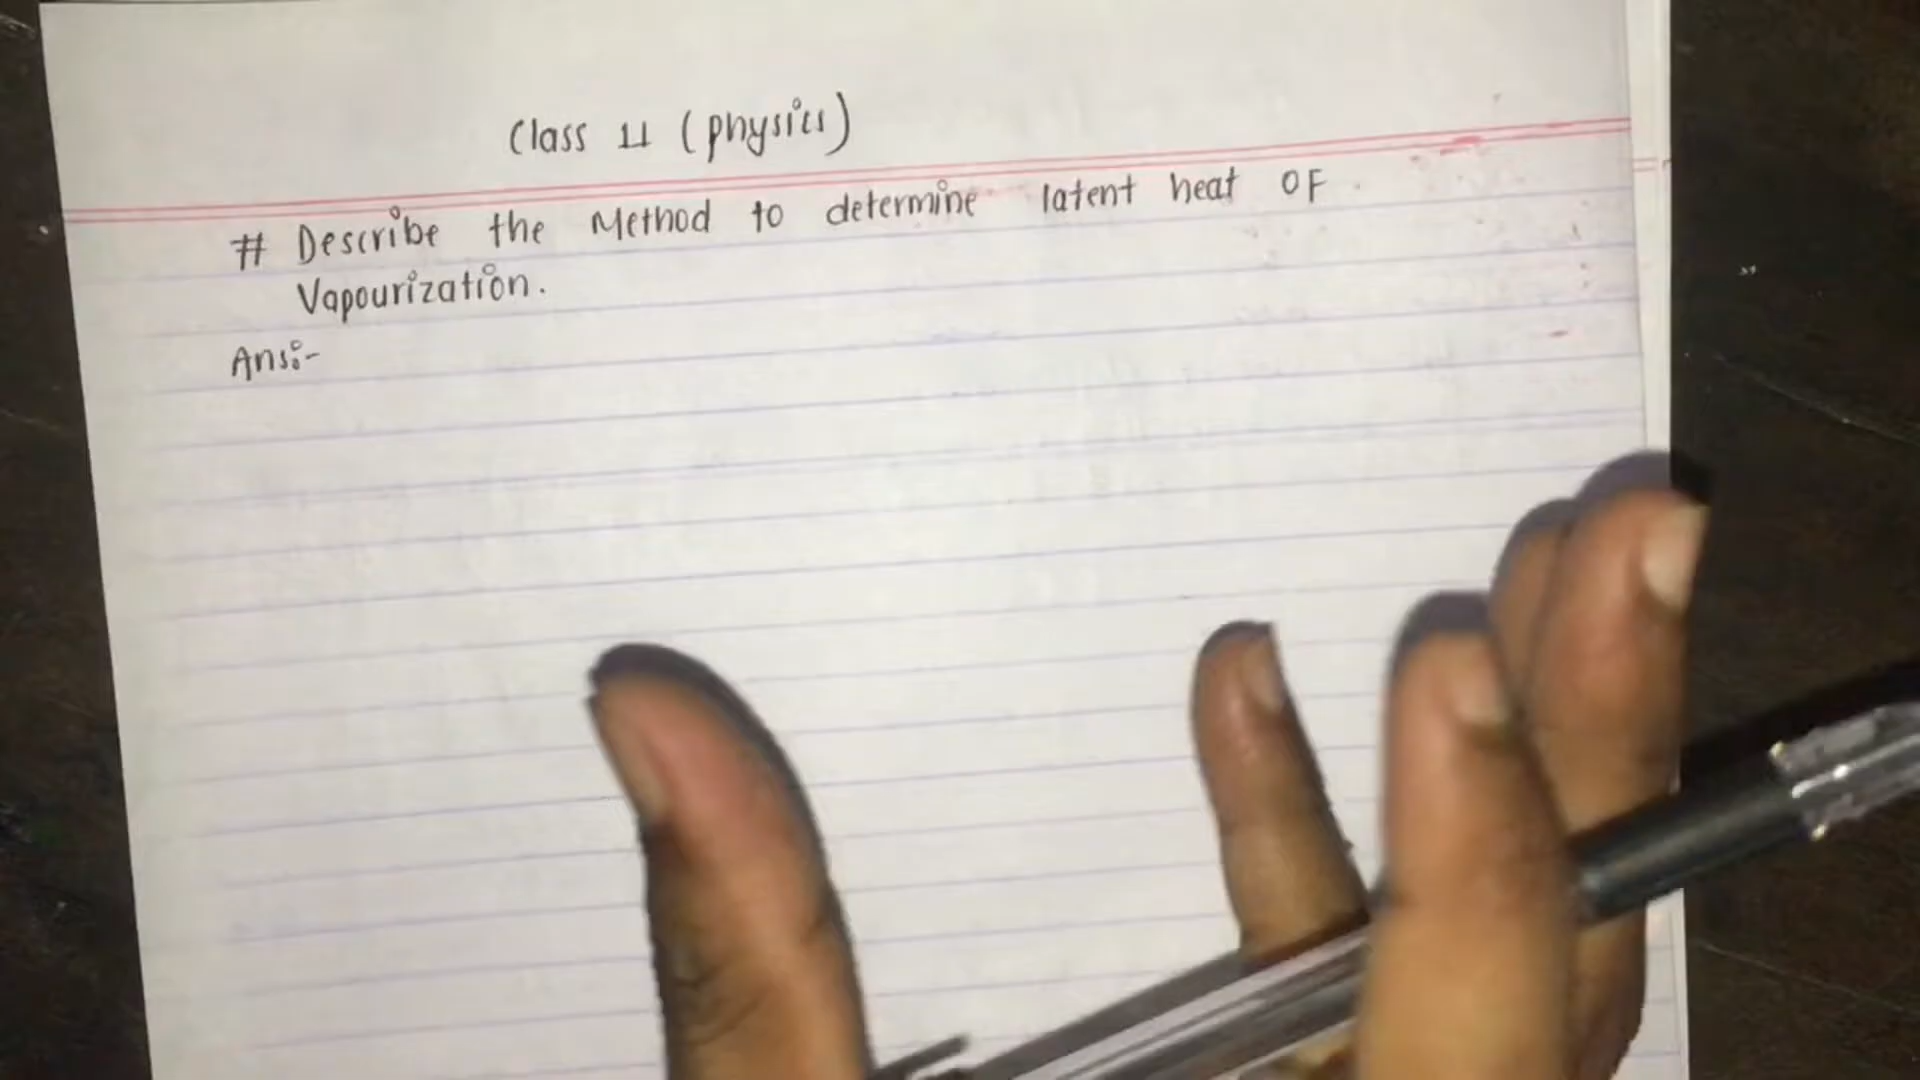 Class 11 (physics)
# Describe the Method to determine latent heat OF
Vapourization.
Ans:-